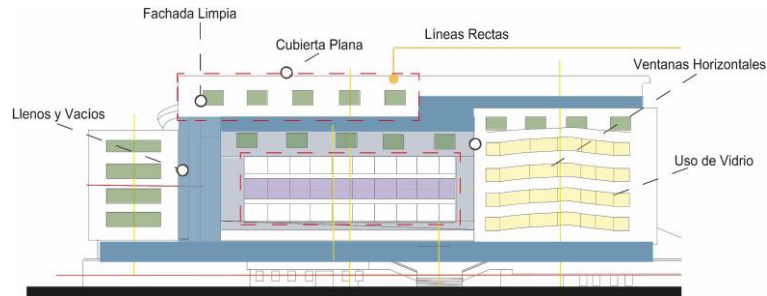 Fachada Limpia
Cubierta Plana
Líneas Rectas
Ventanas Horizontales
Llenos y Vacíos
Uso de Vidrio